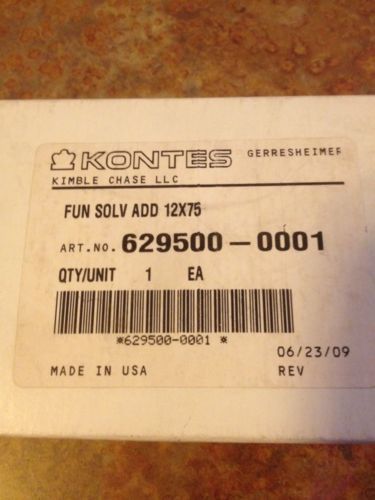 KONTES GERRESHEIMER
KIMBLE CHASE LLC
FUN SOLV ADD 12X75
ART.NO. 629500-0001
QTY/UNIT 1 EA
*629500-0001 *
06/23/09
MADE IN USA REV